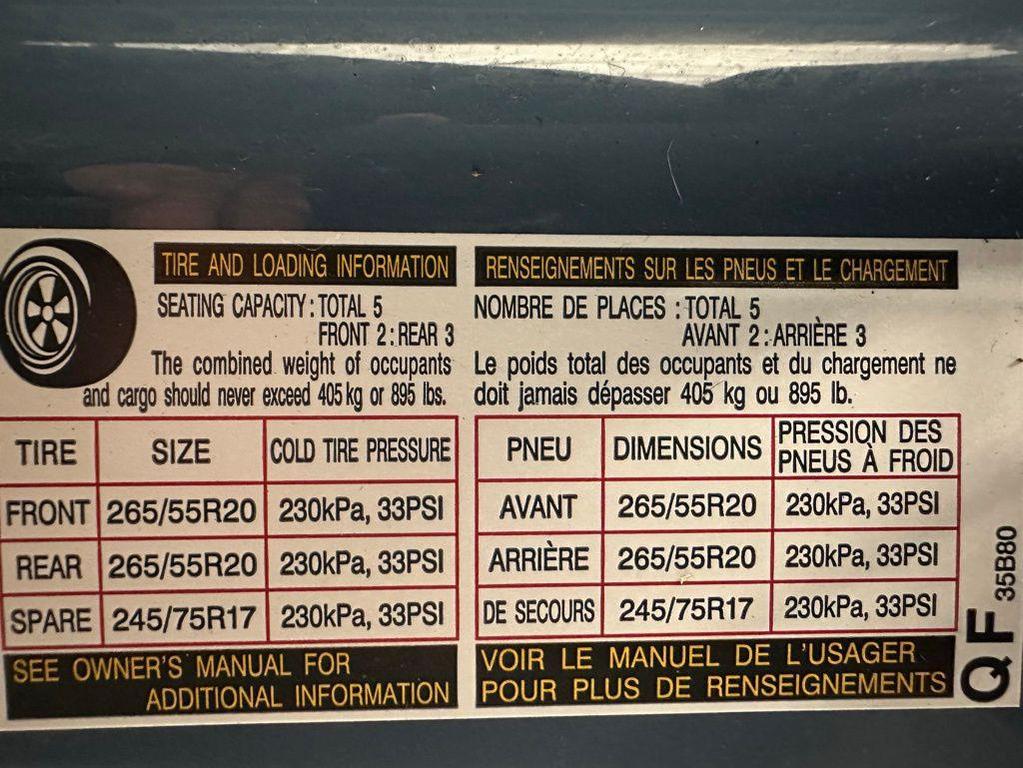 TIRE AND LOADING INFORMATION
SEATING CAPACITY : TOTAL 5
FRONT 2 : REAR 3
The combined weight of occupants
and cargo should never exceed 405 kg or 895 lbs.
TIRE SIZE COLD TIRE PRESSURE
FRONT 265/55R20 230kPa, 33PSI
REAR 265/55R20 230kPa, 33PSI
SPARE 245/75R17 230kPa, 33PSI
SEE OWNER'S MANUAL FOR
ADDITIONAL INFORMATION
RENSEIGNEMENTS SUR LES PNEUS ET LE CHARGEMENT
NOMBRE DE PLACES : TOTAL 5
AVANT 2 : ARRIÈRE 3
Le poids total des occupants et du chargement ne
doit jamais dépasser 405 kg ou 895 lb.
PNEU DIMENSIONS PRESSION DES
PNEUS À FROID
AVANT 265/55R20 230kPa, 33PSI
ARRIÈRE 265/55R20 230kPa, 33PSI
DE SECOURS 245/75R17 230kPa, 33PSI
VOIR LE MANUEL DE L'USAGER
POUR PLUS DE RENSEIGNEMENTS
QF
35B80